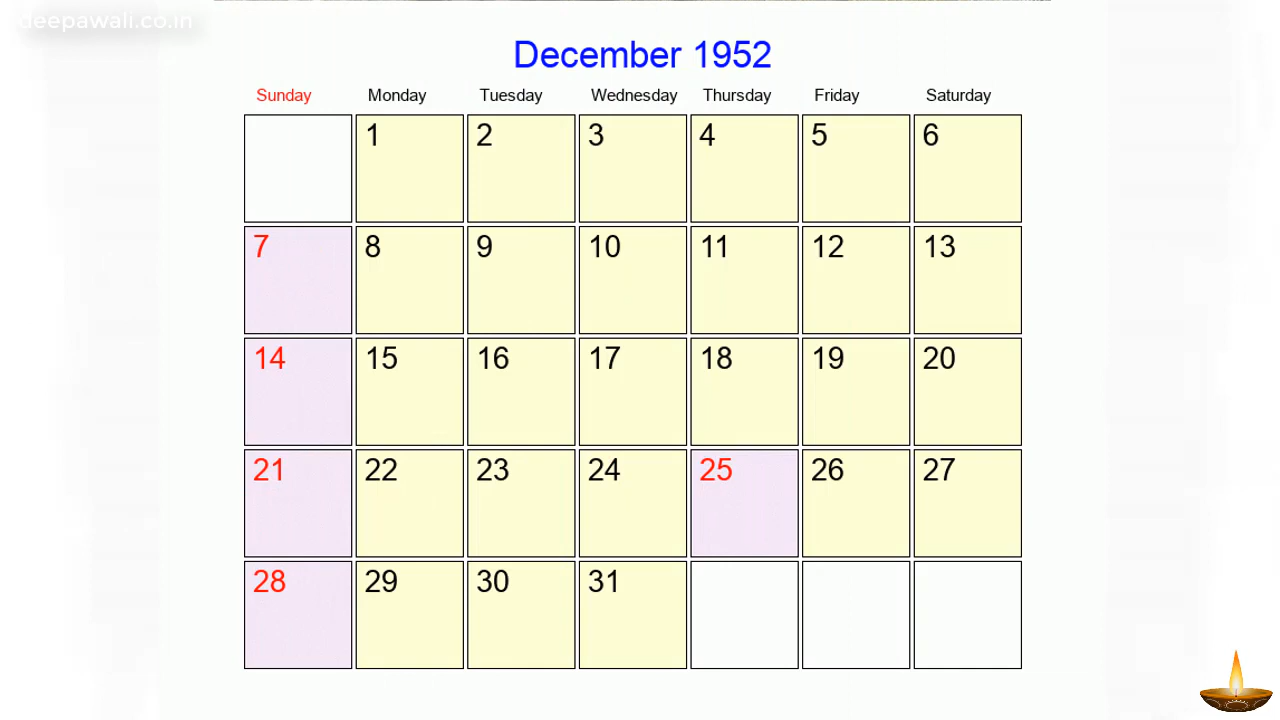 deepawali.co.in
December 1952
Sunday Monday Tuesday Wednesday Thursday Friday Saturday
1 2 3 4 5 6
7 8 9 10 11 12 13
14 15 16 17 18 19 20
21 22 23 24 25 26 27
28 29 30 31